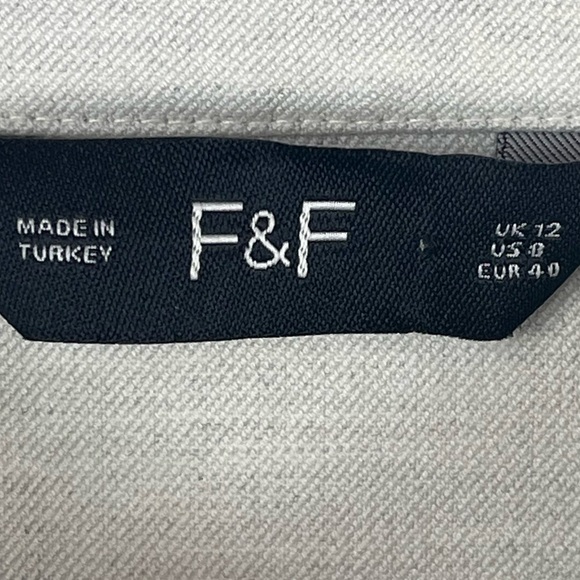 MADE IN
TURKEY
F&F
UK 12
US 8
EUR 40